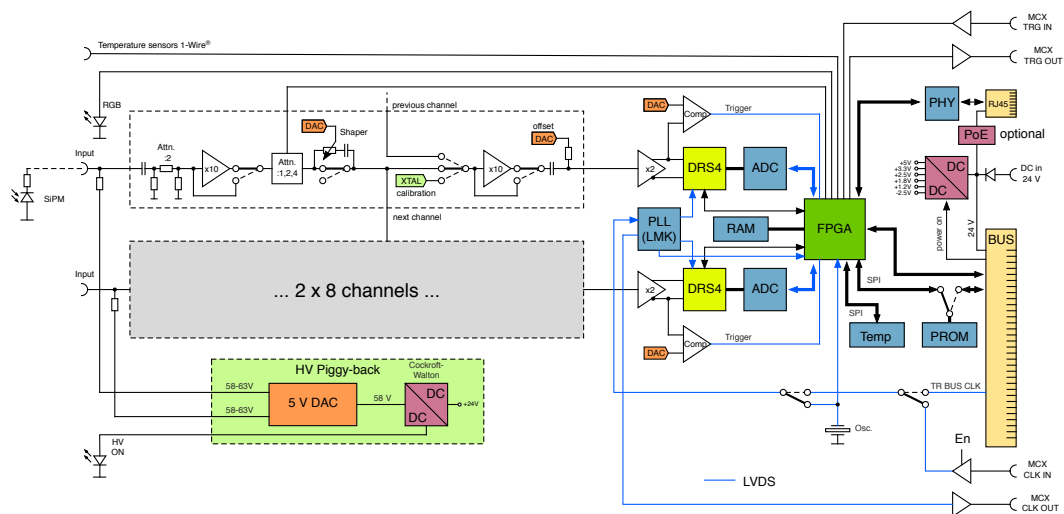 MCX
TRG IN
Temperature sensors 1-Wire®
MCX
TRG OUT
RGB
previous channel
DAC
Comp
Trigger
PHY
RJ45
PoE
optional
Input
Attn.
:2
x10
Attn.
:1,2,4
DAC
Shaper
offset
DAC
x10
XTAL
calibration
x2
DRS4
ADC
+5V
+3.3V
+2.5V
+1.8V
+1.2V
-2.5V
DC
DC
DC in
24 V
SiPM
next channel
PLL
(LMK)
RAM
FPGA
power on
24 V
BUS
Input
... 2 x 8 channels ...
x2
DRS4
ADC
SPI
SPI
Temp
PROM
DAC
Comp
Trigger
HV Piggy-back
Cockroft-
Walton
58-63V
58-63V
5 V DAC
58 V
DC
DC
+24V
TR BUS CLK
Osc.
HV
ON
En
MCX
CLK IN
LVDS
MCX
CLK OUT